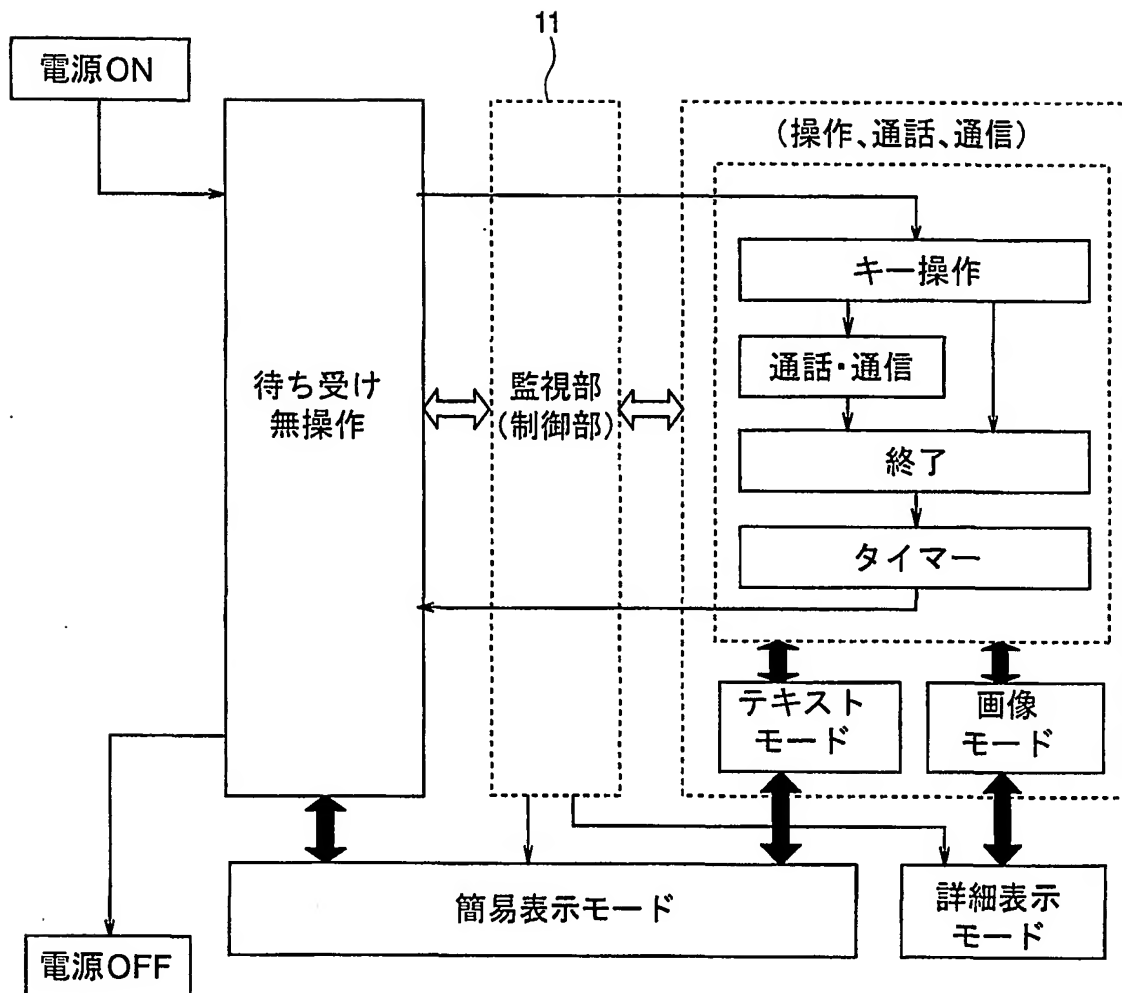 11
電源ON
(操作、通話、通信)
キー操作
通話・通信
待ち受け
無操作
監視部
(制御部)
終了
タイマー
テキスト
モード
画像
モード
簡易表示モード
詳細表示
モード
電源OFF